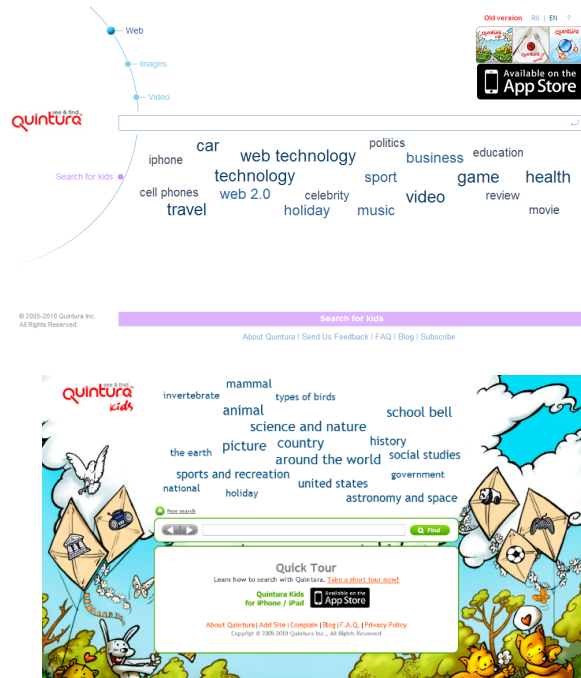 Old version RU | EN ?
Web
Images
Video
Available on the
App Store
see & find
Quintura
politics
car
iphone
web technology
business
education
Search for kids
technology
sport
game
health
cell phones
web 2.0
celebrity
video
review
travel
holiday
music
movie
© 2005-2010 Quintura Inc.
All Rights Reserved.
Search for kids
About Quintura | Send Us Feedback | FAQ | Blog | Subscribe
see & find
Quintura
kids
mammal
invertebrate
types of birds
animal
school bell
science and nature
history
the earth
picture
country
around the world
social studies
sports and recreation
government
national
holiday
united states
astronomy and space
New search
Find
Quick Tour
Learn how to search with Quintura. Take a short tour now!
Quintura Kids
for iPhone / iPad
Available on the
App Store
About Quintura | Add Site | Complain | Blog | F.A.Q. | Privacy Policy
Copyright © 2005-2010 Quintura Inc., All Rights Reserved